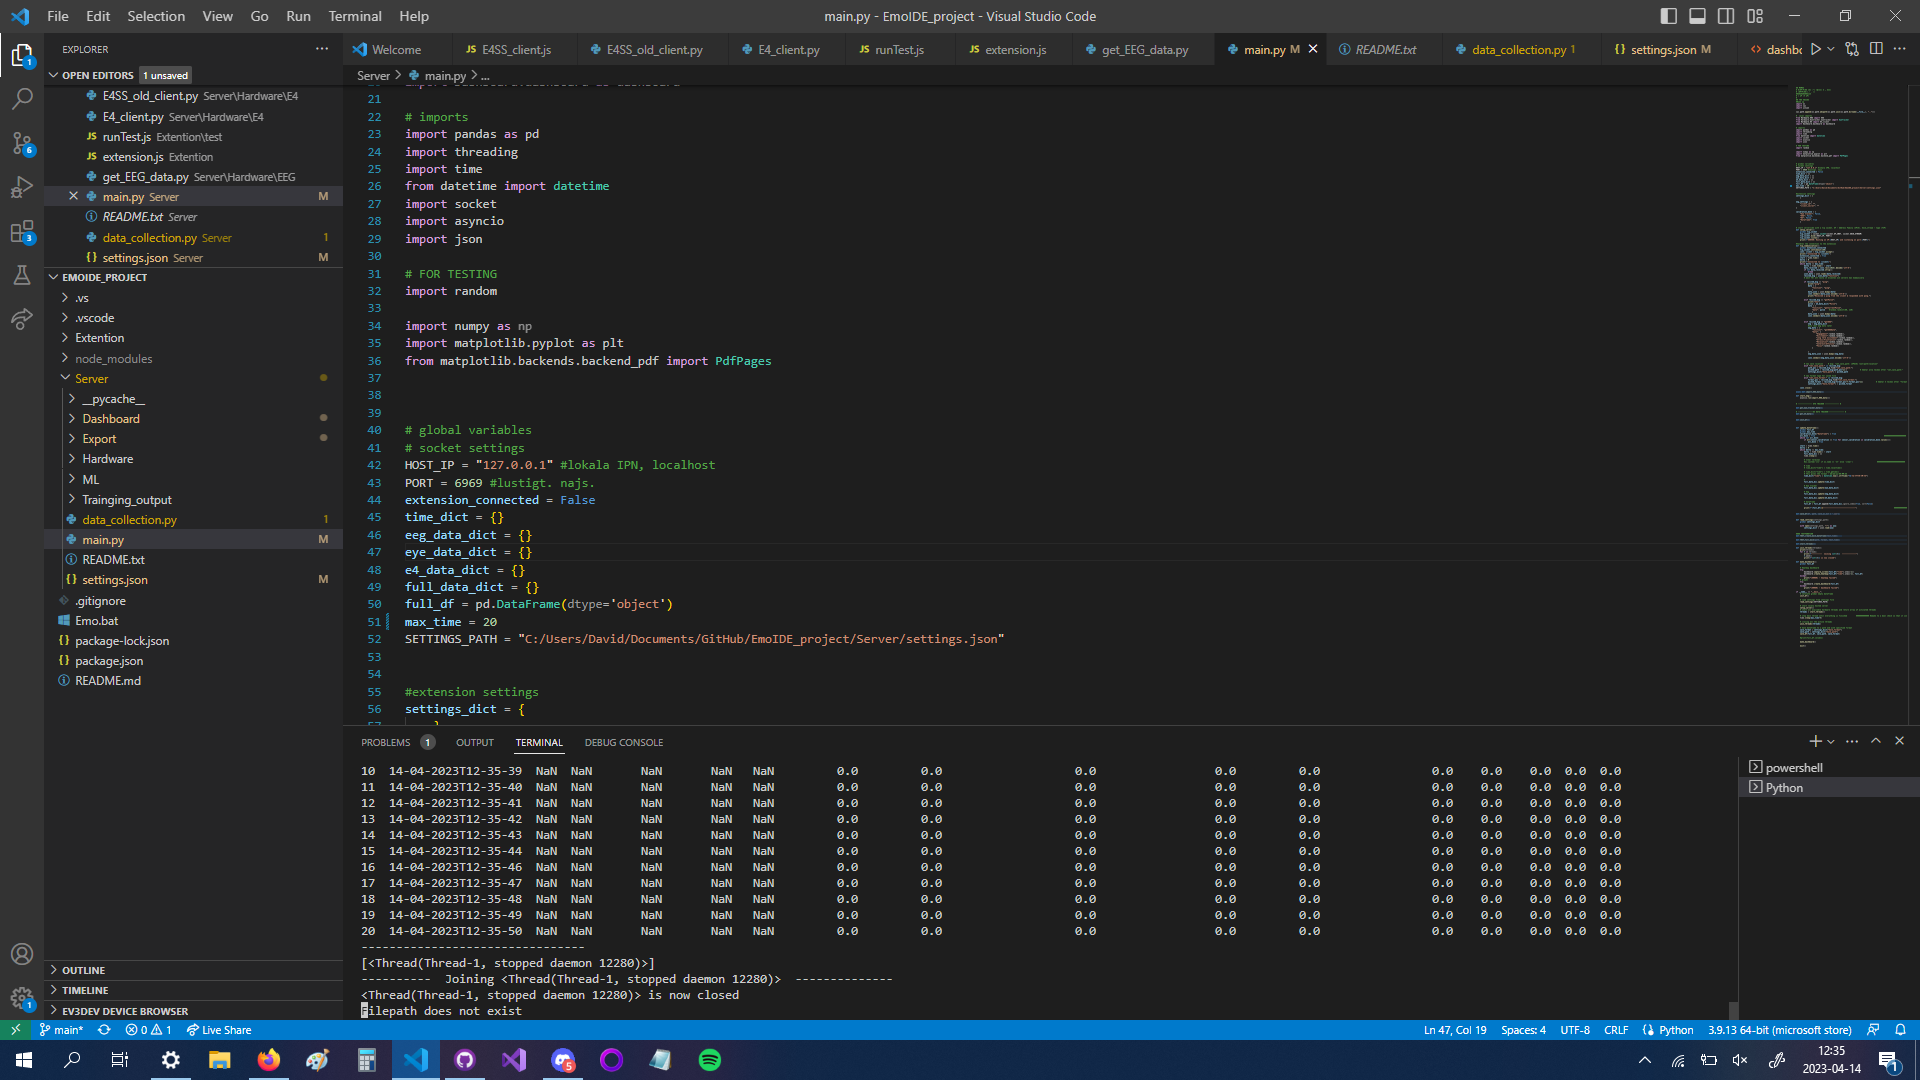 File Edit Selection View Go Run Terminal Help
main.py - EmoIDE_project - Visual Studio Code
EXPLORER
Welcome
E4SS_client.js
E4SS_old_client.py
E4_client.py
runTest.js
extension.js
get_EEG_data.py
main.py M
README.txt
data_collection.py 1
settings.json M
dashbo
OPEN EDITORS 1 unsaved
E4SS_old_client.py Server\Hardware\E4
E4_client.py Server\Hardware\E4
runTest.js Extention\test
extension.js Extention
get_EEG_data.py Server\Hardware\EEG
main.py Server M
README.txt Server
data_collection.py Server 1
settings.json Server M
EMOIDE_PROJECT
.vs
.vscode
Extention
node_modules
Server
__pycache__
Dashboard
Export
Hardware
ML
Trainging_output
data_collection.py 1
main.py M
README.txt
settings.json M
.gitignore
Emo.bat
package-lock.json
package.json
README.md
OUTLINE
TIMELINE
EV3DEV DEVICE BROWSER
Server > main.py > ...
21
22 # imports
23 import pandas as pd
24 import threading
25 import time
26 from datetime import datetime
27 import socket
28 import asyncio
29 import json
30
31 # FOR TESTING
32 import random
33
34 import numpy as np
35 import matplotlib.pyplot as plt
36 from matplotlib.backends.backend_pdf import PdfPages
37
38
39
40 # global variables
41 # socket settings
42 HOST_IP = "127.0.0.1" #lokala IPN, localhost
43 PORT = 6969 #lustigt. najs.
44 extension_connected = False
45 time_dict = {}
46 eeg_data_dict = {}
47 eye_data_dict = {}
48 e4_data_dict = {}
49 full_data_dict = {}
50 full_df = pd.DataFrame(dtype='object')
51 max_time = 20
52 SETTINGS_PATH = "C:/Users/David/Documents/GitHub/EmoIDE_project/Server/settings.json"
53
54
55 #extension settings
56 settings_dict = {
PROBLEMS 1 OUTPUT TERMINAL DEBUG CONSOLE
10 14-04-2023T12-35-39 NaN NaN NaN NaN NaN 0.0 0.0 0.0 0.0 0.0 0.0 0.0 0.0 0.0 0.0
11 14-04-2023T12-35-40 NaN NaN NaN NaN NaN 0.0 0.0 0.0 0.0 0.0 0.0 0.0 0.0 0.0 0.0
12 14-04-2023T12-35-41 NaN NaN NaN NaN NaN 0.0 0.0 0.0 0.0 0.0 0.0 0.0 0.0 0.0 0.0
13 14-04-2023T12-35-42 NaN NaN NaN NaN NaN 0.0 0.0 0.0 0.0 0.0 0.0 0.0 0.0 0.0 0.0
14 14-04-2023T12-35-43 NaN NaN NaN NaN NaN 0.0 0.0 0.0 0.0 0.0 0.0 0.0 0.0 0.0 0.0
15 14-04-2023T12-35-44 NaN NaN NaN NaN NaN 0.0 0.0 0.0 0.0 0.0 0.0 0.0 0.0 0.0 0.0
16 14-04-2023T12-35-46 NaN NaN NaN NaN NaN 0.0 0.0 0.0 0.0 0.0 0.0 0.0 0.0 0.0 0.0
17 14-04-2023T12-35-47 NaN NaN NaN NaN NaN 0.0 0.0 0.0 0.0 0.0 0.0 0.0 0.0 0.0 0.0
18 14-04-2023T12-35-48 NaN NaN NaN NaN NaN 0.0 0.0 0.0 0.0 0.0 0.0 0.0 0.0 0.0 0.0
19 14-04-2023T12-35-49 NaN NaN NaN NaN NaN 0.0 0.0 0.0 0.0 0.0 0.0 0.0 0.0 0.0 0.0
20 14-04-2023T12-35-50 NaN NaN NaN NaN NaN 0.0 0.0 0.0 0.0 0.0 0.0 0.0 0.0 0.0 0.0
--------------------------------
[<Thread(Thread-1, stopped daemon 12280)>]
---------- Joining <Thread(Thread-1, stopped daemon 12280)> --------------
<Thread(Thread-1, stopped daemon 12280)> is now closed
Filepath does not exist
powershell
Python
main* 0 1 Live Share
Ln 47, Col 19 Spaces: 4 UTF-8 CRLF Python 3.9.13 64-bit (microsoft store)
12:35
2023-04-14